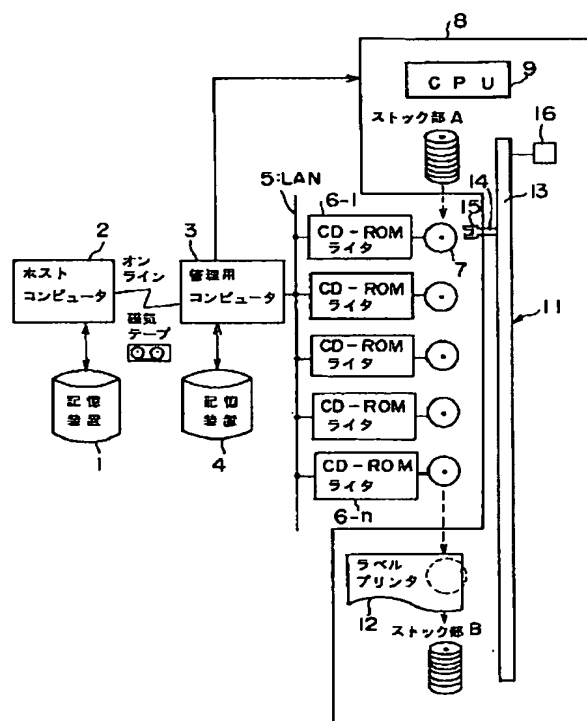 8
CPU
9
ストック部A
16
5:LAN
6-1
15
14
13
2
3
CD-ROM
ライタ
7
ホスト
コンピュータ
オン
ライン
管理用
コンピュータ
CD-ROM
ライタ
11
磁気
テープ
CD-ROM
ライタ
記憶
装置
記憶
装置
CD-ROM
ライタ
1
4
CD-ROM
ライタ
6-n
ラベル
プリンタ
12
ストック部B